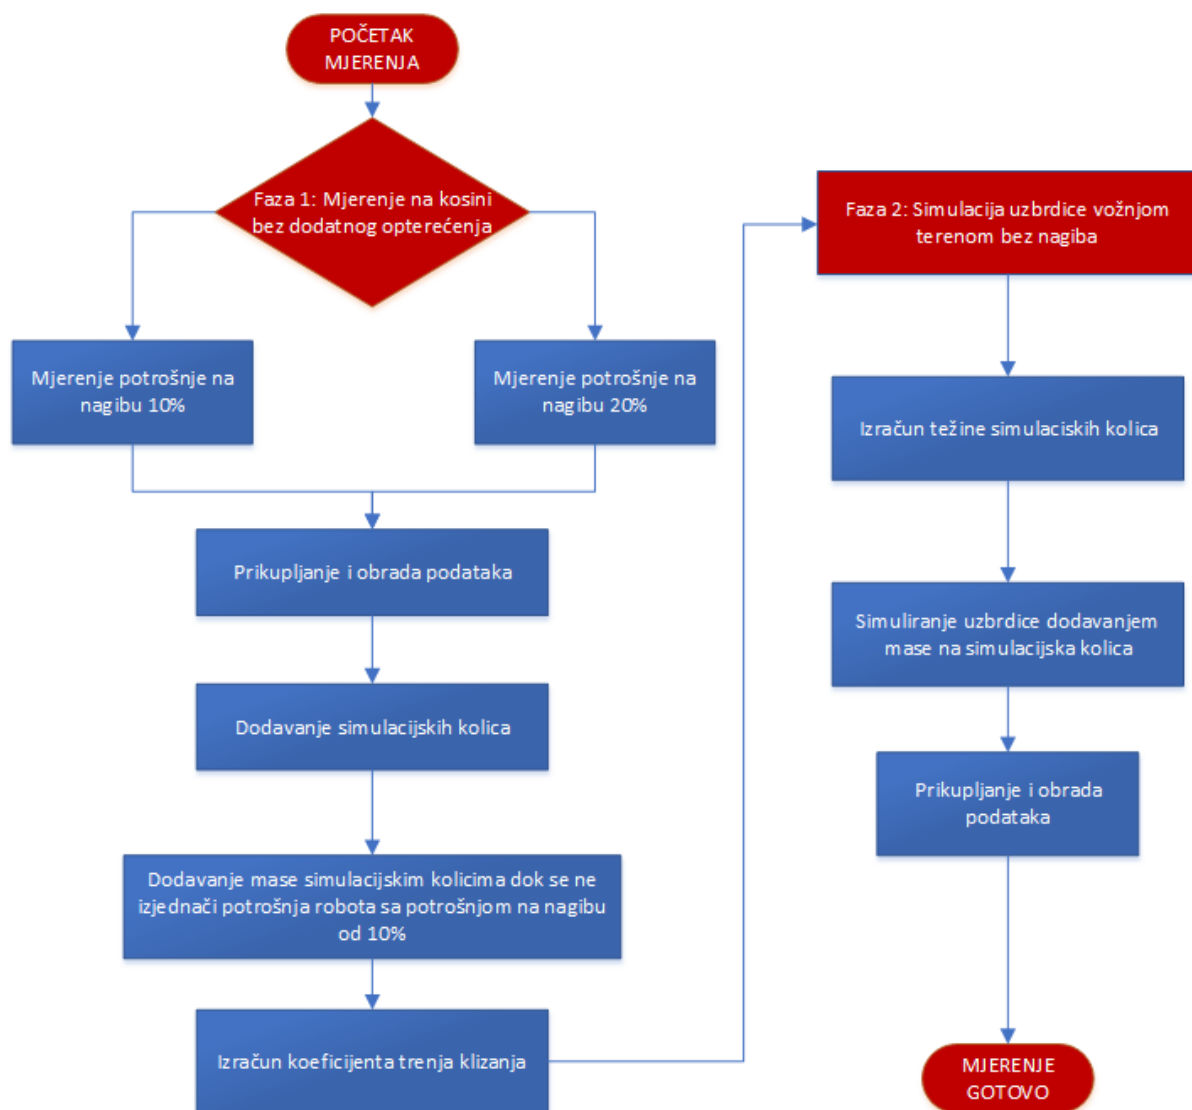 POČETAK
MJERENJA
Faza 1: Mjerenje na kosini
bez dodatnog opterećenja
Mjerenje potrošnje na
nagibu 10%
Mjerenje potrošnje na
nagibu 20%
Prikupljanje i obrada podataka
Dodavanje simulacijskih kolica
Dodavanje mase simulacijskim kolicima dok se ne
izjednači potrošnja robota sa potrošnjom na nagibu
od 10%
Izračun koeficijenta trenja klizanja
Faza 2: Simulacija uzbrdice vožnjom
terenom bez nagiba
Izračun težine simulaciskih kolica
Simuliranje uzbrdice dodavanjem
mase na simulacijska kolica
Prikupljanje i obrada
podataka
MJERENJE
GOTOVO